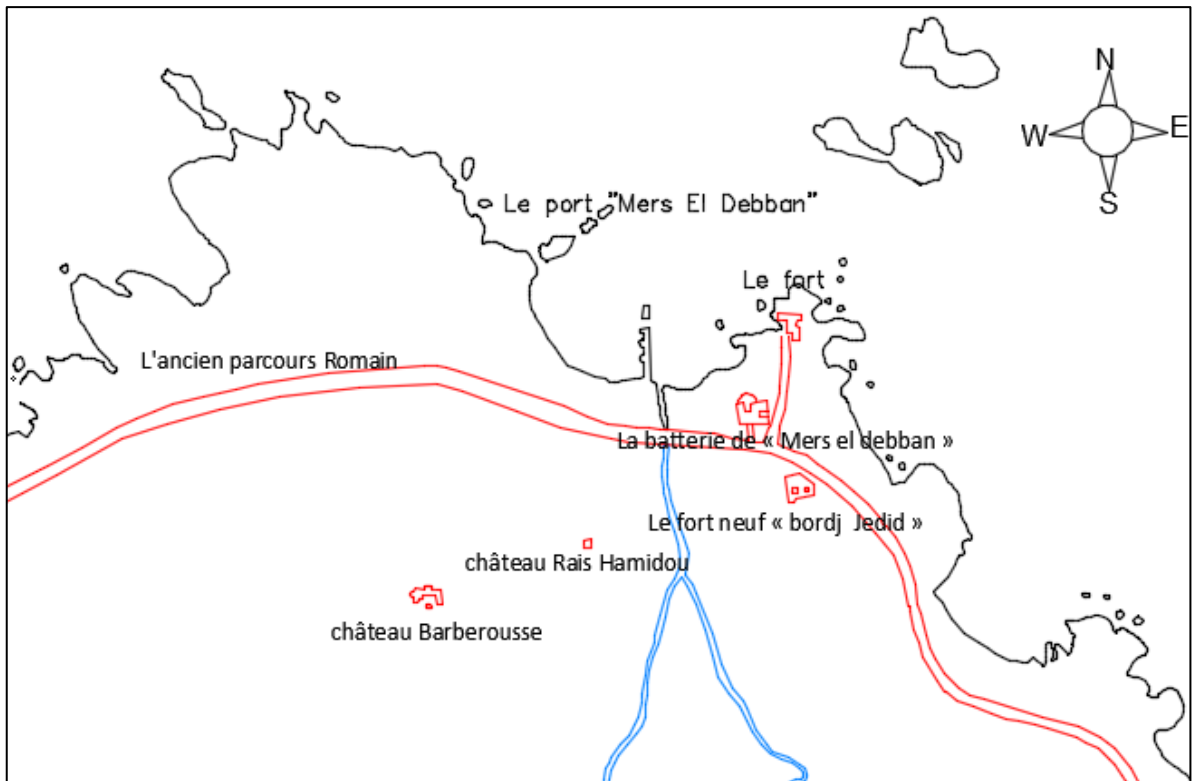 N
W
E
S
Le port "Mers El Debban"
Le fort
L'ancien parcours Romain
La batterie de « Mers el debban »
Le fort neuf « bordj Jedid »
château Rais Hamidou
château Barberousse